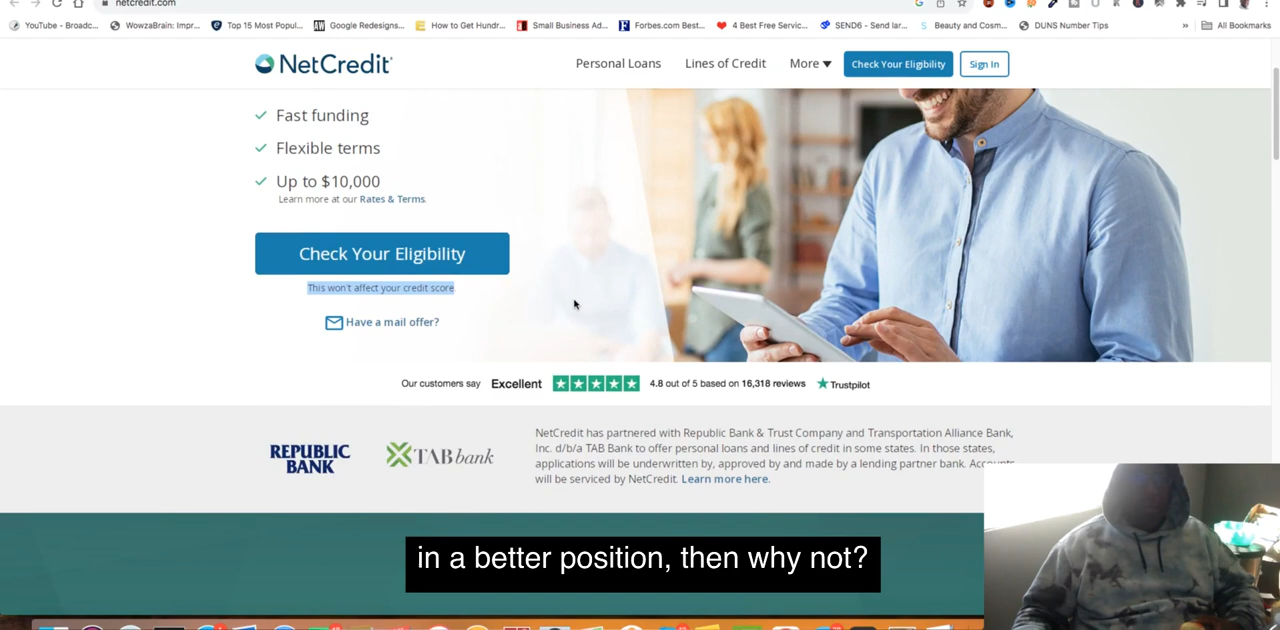 netcredit.com
YouTube - Broadc...
WowzaBrain: Impr...
Top 15 Most Popul...
Google Redesigns...
How to Get Hundr...
Small Business Ad...
Forbes.com Best...
4 Best Free Servic...
SEND6 - Send lar...
Beauty and Cosm...
DUNS Number Tips
»
All Bookmarks
NetCredit
Personal Loans
Lines of Credit
More ▼
Check Your Eligibility
Sign In
Fast funding
Flexible terms
Up to $10,000
Learn more at our Rates & Terms.
Check Your Eligibility
This won't affect your credit score
Have a mail offer?
Our customers say Excellent 4.8 out of 5 based on 16,318 reviews Trustpilot
REPUBLIC
BANK
TAB bank
NetCredit has partnered with Republic Bank & Trust Company and Transportation Alliance Bank,
Inc. d/b/a TAB Bank to offer personal loans and lines of credit in some states. In those states,
applications will be underwritten by, approved by and made by a lending partner bank.
will be serviced by NetCredit. Learn more here.
in a better position, then why not?